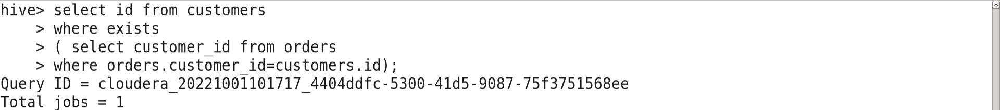 hive> select id from customers
    > where exists
    > ( select customer_id from orders
    > where orders.customer_id=customers.id);
Query ID = cloudera_20221001101717_4404ddfc-5300-41d5-9087-75f3751568ee
Total jobs = 1